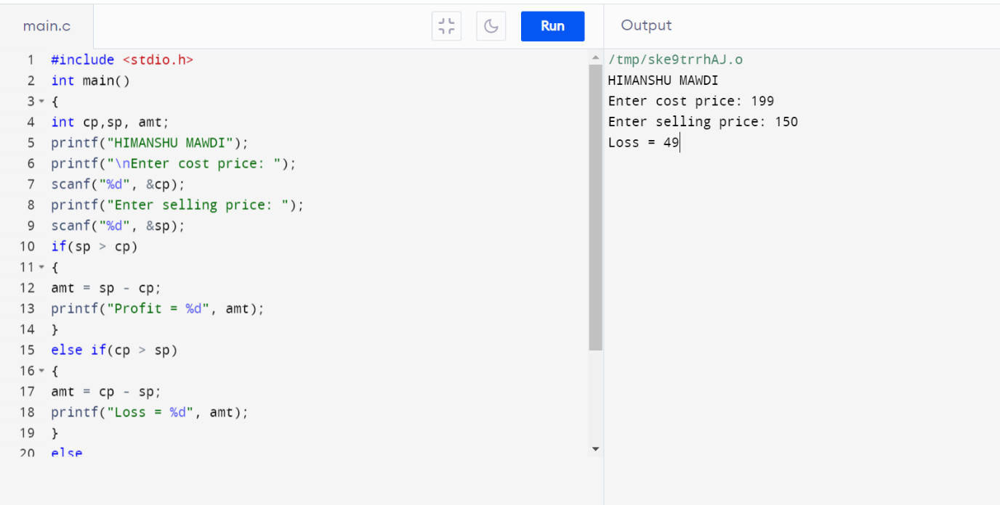 main.c
Run
Output
1 #include <stdio.h>
2 int main()
3 {
4 int cp,sp, amt;
5 printf("HIMANSHU MAWDI");
6 printf("\nEnter cost price: ");
7 scanf("%d", &cp);
8 printf("Enter selling price: ");
9 scanf("%d", &sp);
10 if(sp > cp)
11 {
12 amt = sp - cp;
13 printf("Profit = %d", amt);
14 }
15 else if(cp > sp)
16 {
17 amt = cp - sp;
18 printf("Loss = %d", amt);
19 }
20 else
/tmp/ske9trrhAJ.o
HIMANSHU MAWDI
Enter cost price: 199
Enter selling price: 150
Loss = 49